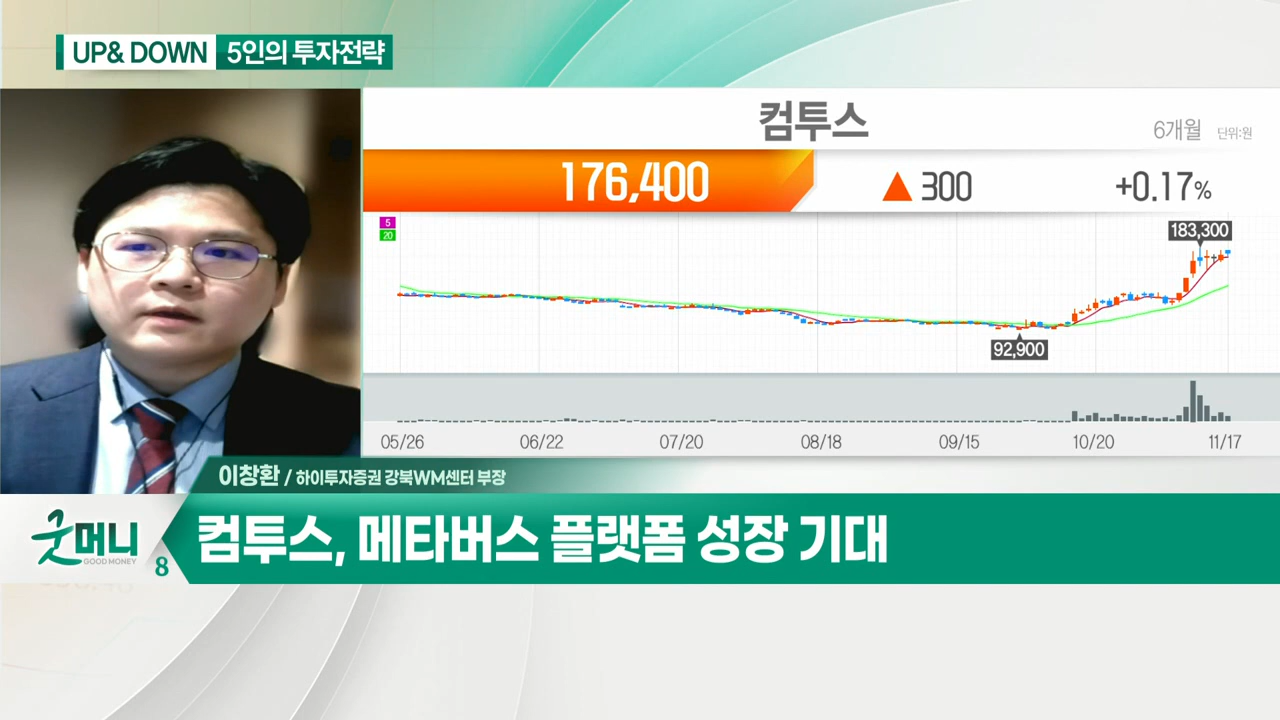 UP& DOWN 5인의 투자전략
컴투스
6개월 단위:원
176,400 ▲ 300 +0.17%
5
20
183,300
92,900
05/26 06/22 07/20 08/18 09/15 10/20 11/17
이창환 / 하이투자증권 강북WM센터 부장
굿머니
GOOD MONEY
8
컴투스, 메타버스 플랫폼 성장 기대